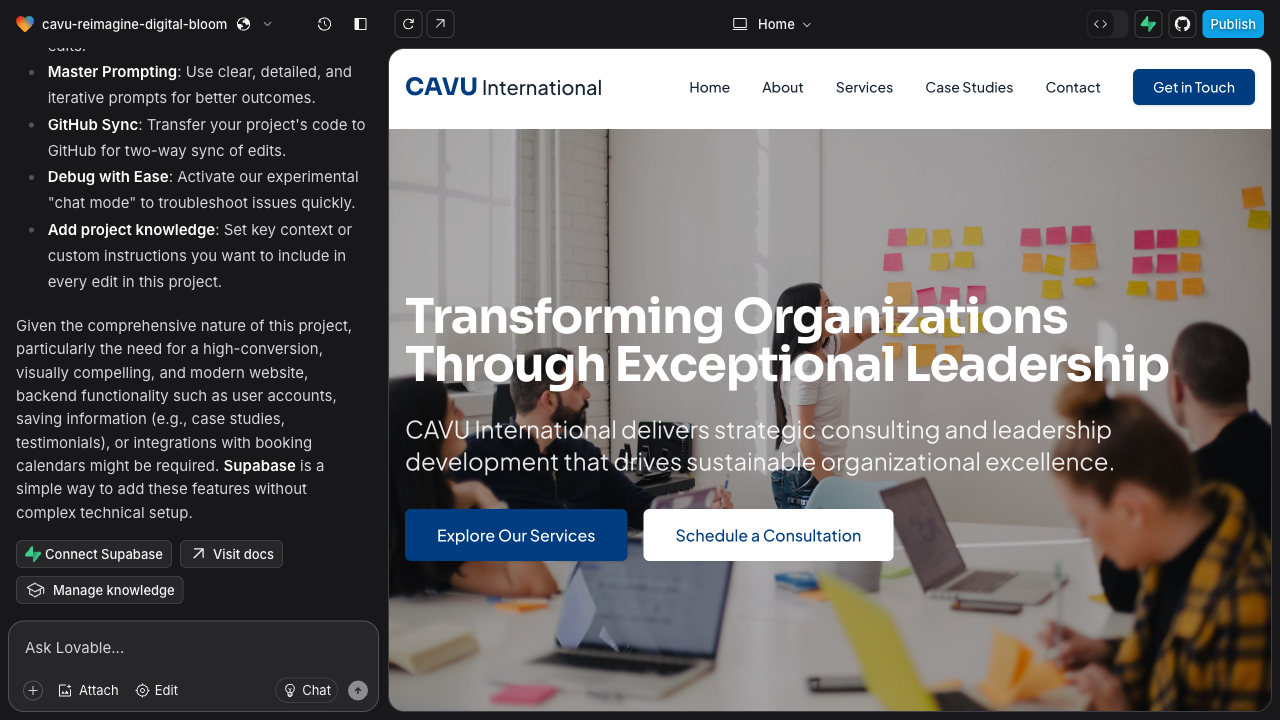 cavu-reimagine-digital-bloom
Home
Publish
edits.
Master Prompting: Use clear, detailed, and
iterative prompts for better outcomes.
GitHub Sync: Transfer your project's code to
GitHub for two-way sync of edits.
Debug with Ease: Activate our experimental
"chat mode" to troubleshoot issues quickly.
Add project knowledge: Set key context or
custom instructions you want to include in
every edit in this project.
Given the comprehensive nature of this project,
particularly the need for a high-conversion,
visually compelling, and modern website,
backend functionality such as user accounts,
saving information (e.g., case studies,
testimonials), or integrations with booking
calendars might be required. Supabase is a
simple way to add these features without
complex technical setup.
Connect Supabase
Visit docs
Manage knowledge
Ask Lovable...
Attach
Edit
Chat
CAVU International
Home
About
Services
Case Studies
Contact
Get in Touch
Transforming Organizations
Through Exceptional Leadership
CAVU International delivers strategic consulting and leadership
development that drives sustainable organizational excellence.
Explore Our Services
Schedule a Consultation